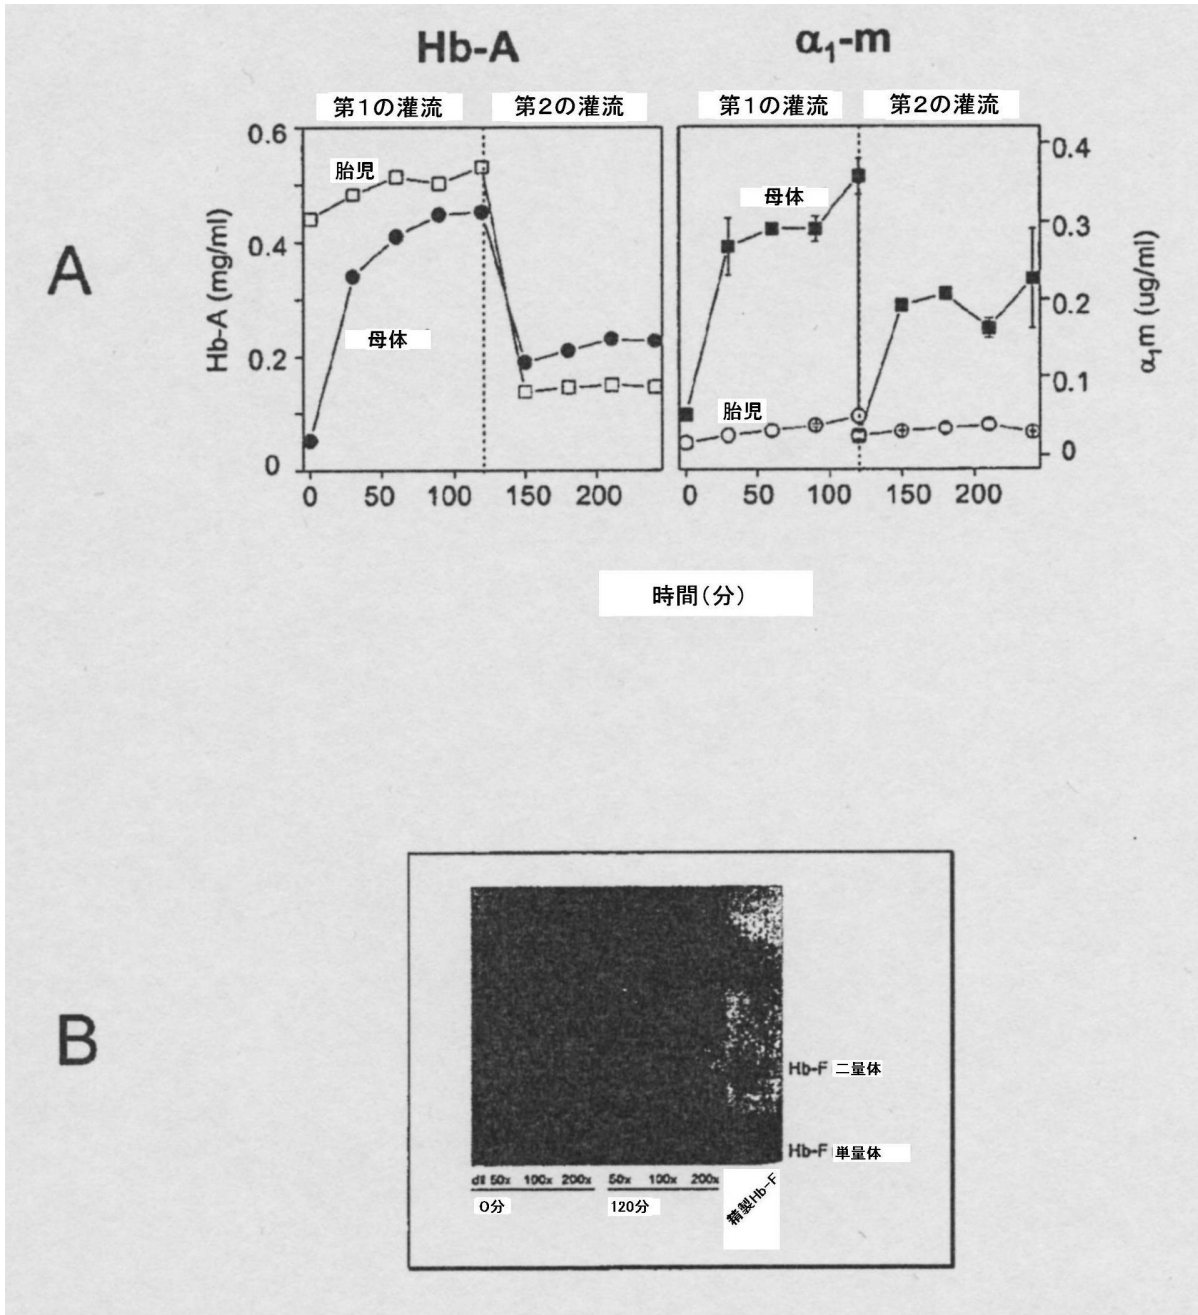 Hb-A
α₁-m
第1の灌流
第2の灌流
第1の灌流
第2の灌流
A
Hb-A (mg/ml)
0.6
0.4
0.2
0
胎児
母体
0 50 100 150 200
母体
胎児
0 50 100 150 200
0.4
0.3
0.2
0.1
0
α₁m (ug/ml)
時間(分)
B
Hb-F 二量体
Hb-F 単量体
dil 50x 100x 200x
50x 100x 200x
0分
120分
精製Hb-F